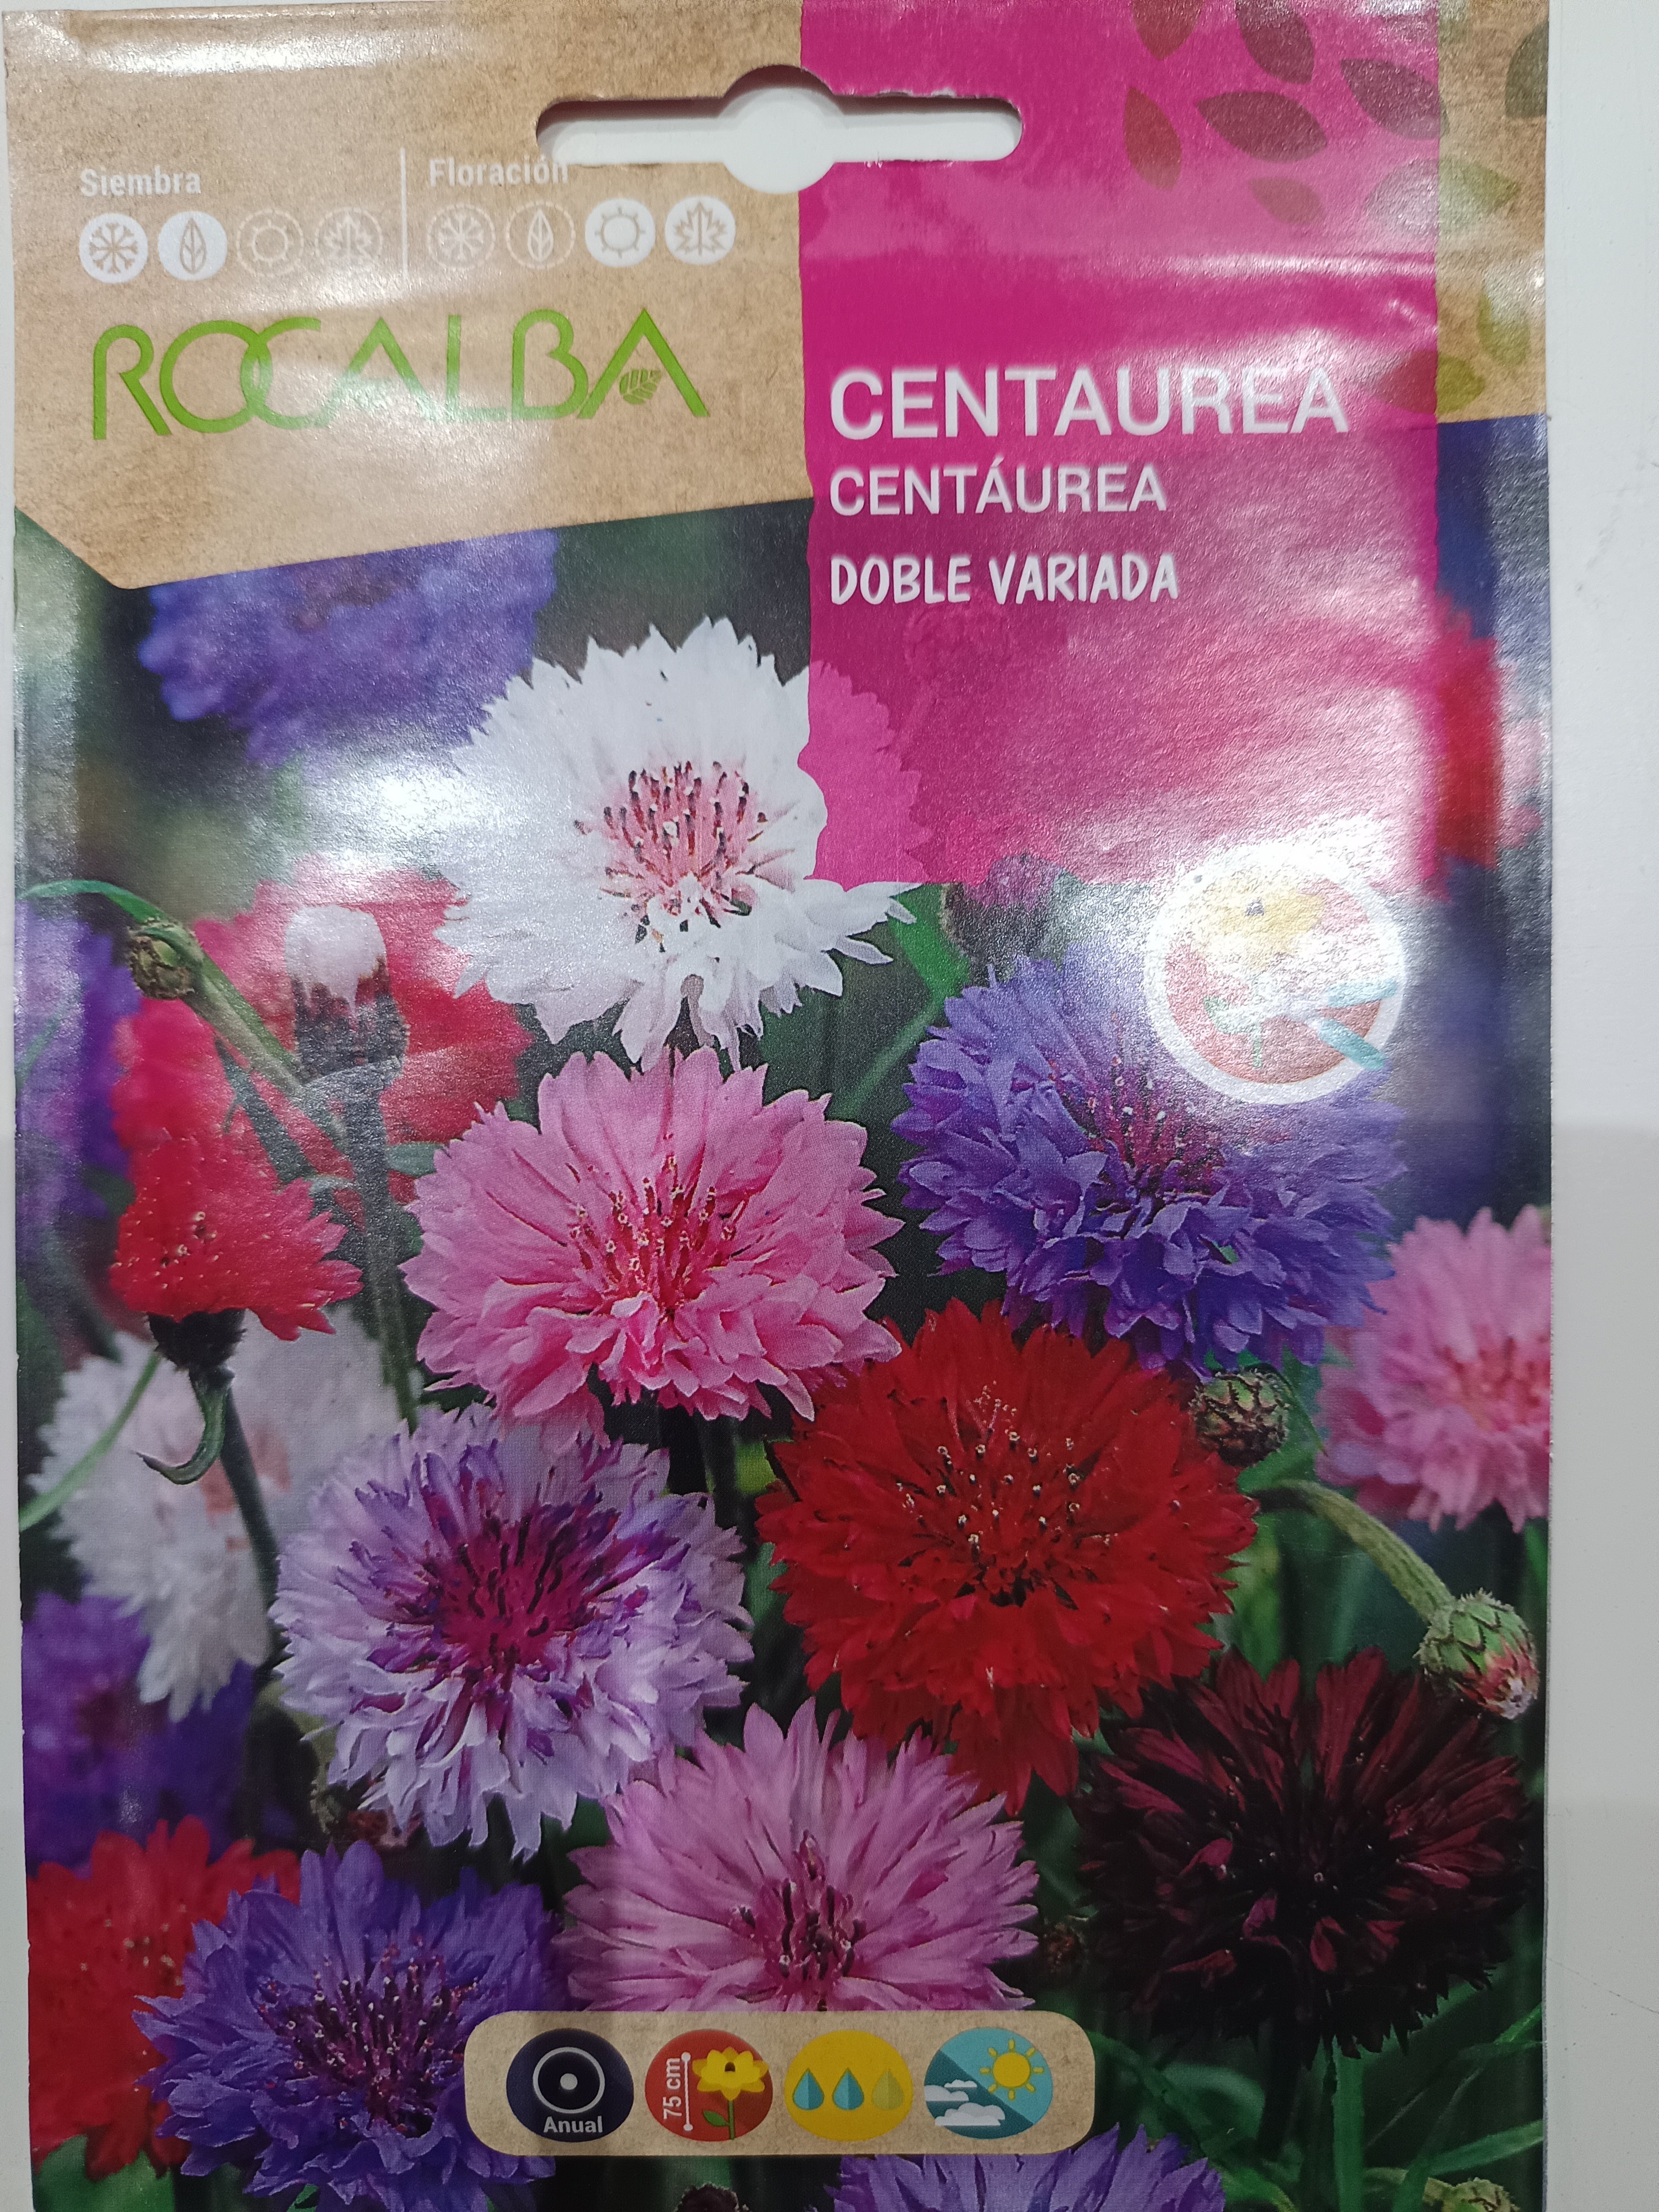 Siembra
Floración
ROCALBA
CENTAUREA
CENTÁUREA
DOBLE VARIADA
Anual
75 cm